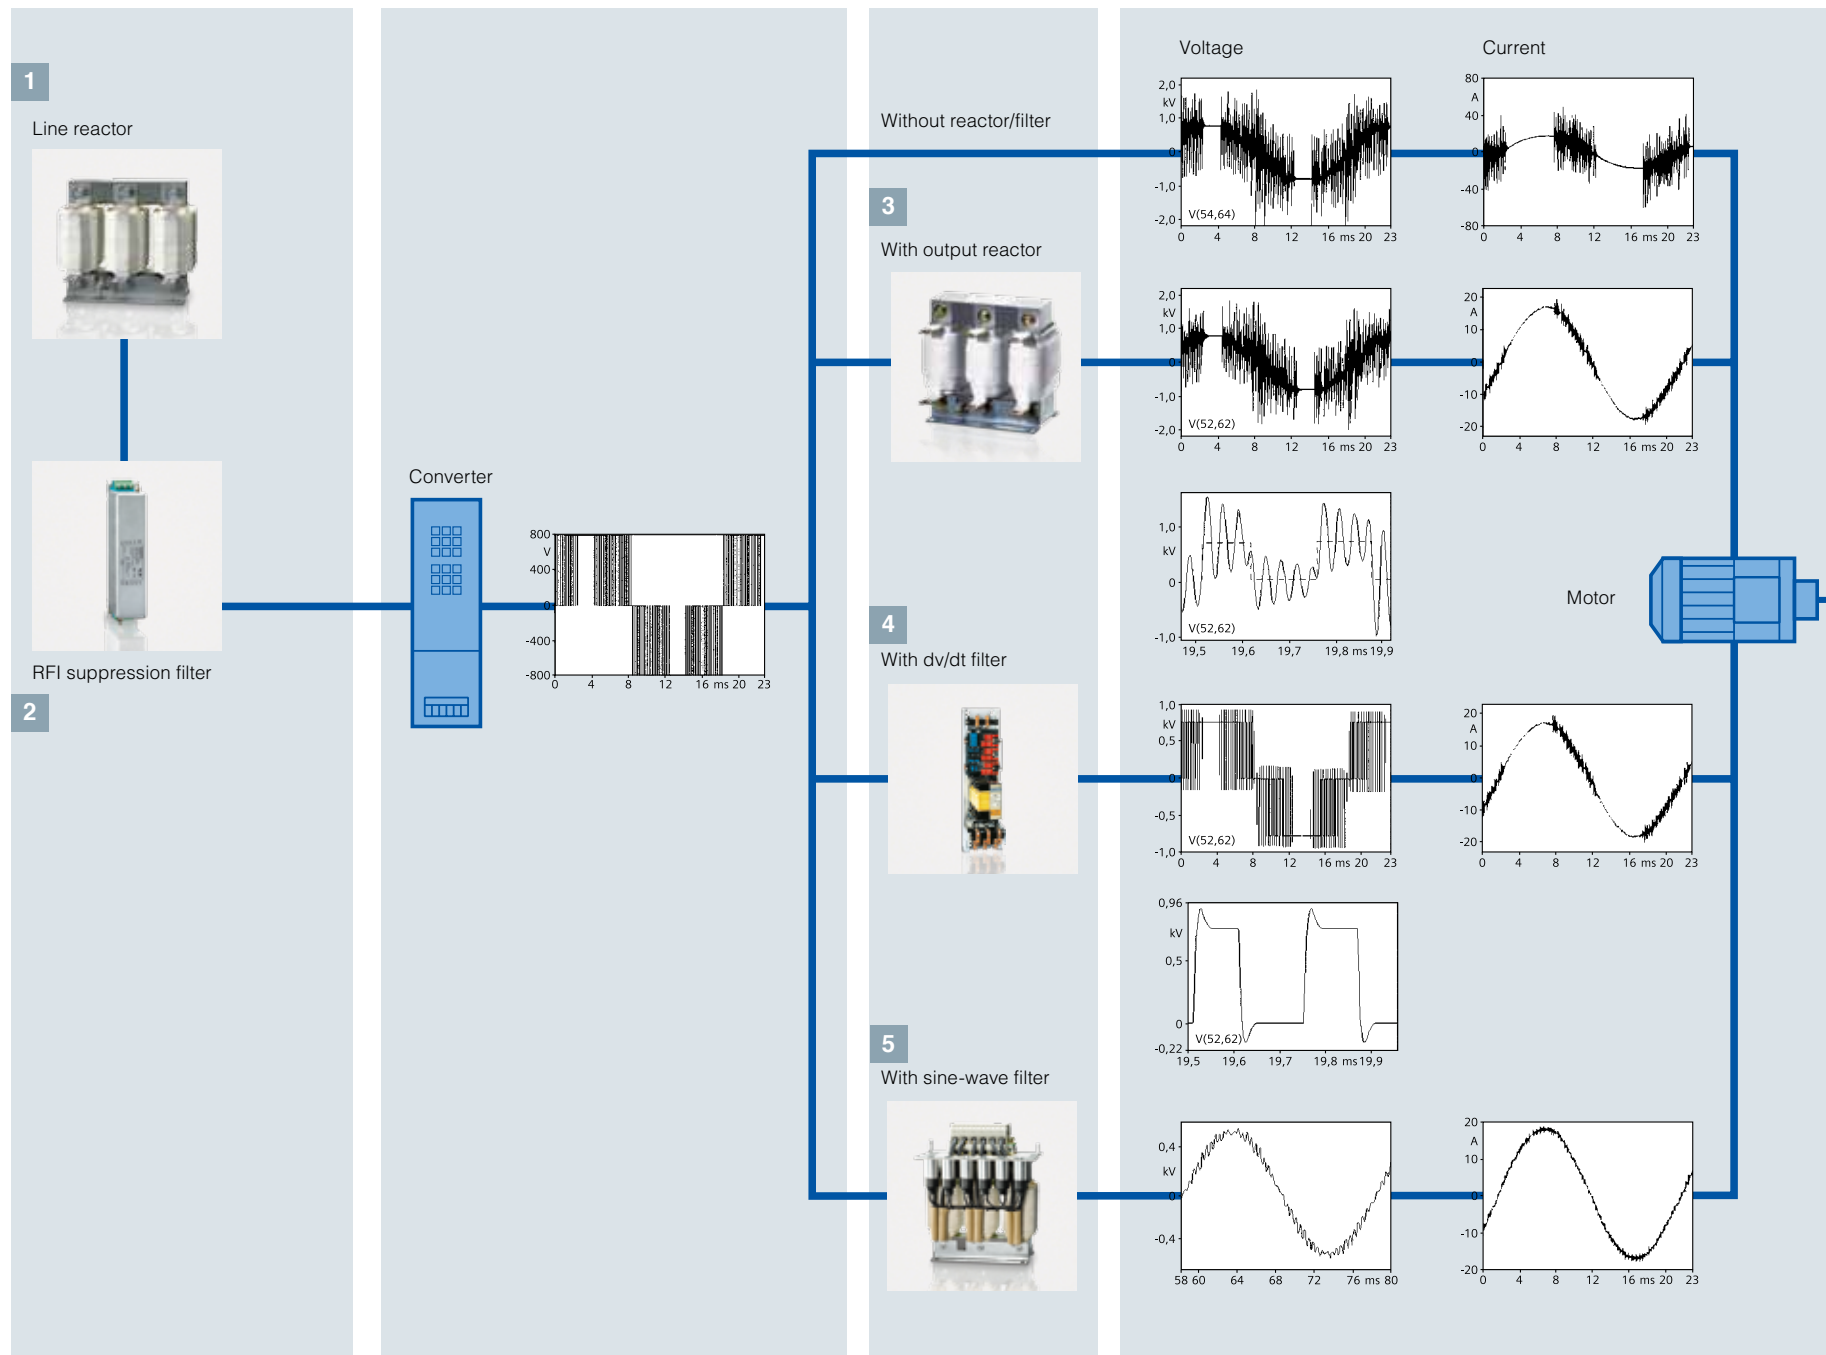 1
Line reactor
RFI suppression filter
2
Converter
800
V
400
0
-400
-800
0 4 8 12 16 ms 20 23
Without reactor/filter
3
With output reactor
4
With dv/dt filter
5
With sine-wave filter
Voltage
Current
2,0
kV
1,0
0
-1,0
-2,0
V(54,64)
0 4 8 12 16 ms 20 23
80
A
40
0
-40
-80
0 4 8 12 16 ms 20 23
2,0
kV
1,0
0
-1,0
-2,0
V(52,62)
0 4 8 12 16 ms 20 23
20
A
10
0
-10
-20
0 4 8 12 16 ms 20 23
1,0
kV
0
-1,0
V(52,62)
19,5 19,6 19,7 19,8 ms 19,9
Motor
1,0
kV
0,5
0
-0,5
-1,0
V(52,62)
0 4 8 12 16 ms 20 23
20
A
10
0
-10
-20
0 4 8 12 16 ms 20 23
0,96
kV
0,5
0
-0,22
V(52,62)
19,5 19,6 19,7 19,8 ms 19,9
0,4
kV
0
-0,4
58 60 64 68 72 76 ms 80
20
A
10
0
-10
-20
0 4 8 12 16 ms 20 23